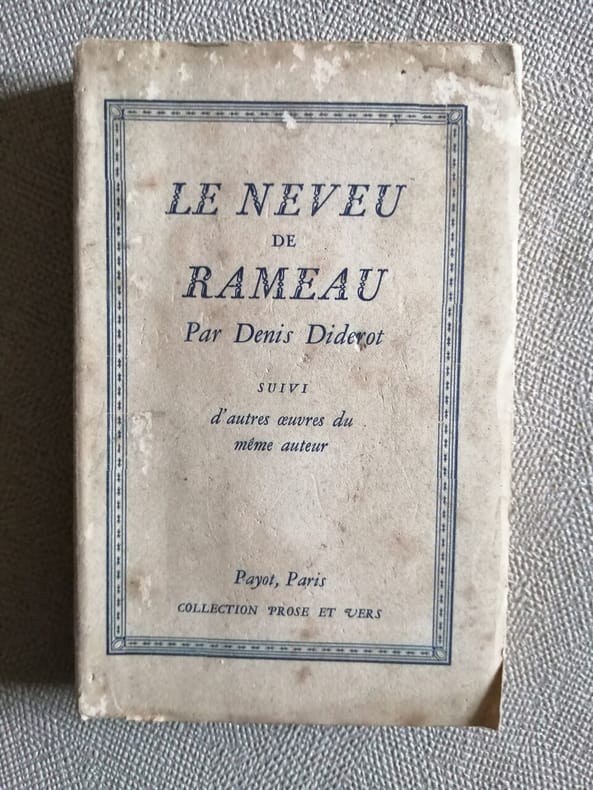 LE NEVEU
DE
RAMEAU
Par Denis Diderot
SUIVI
d'autres œuvres du
même auteur
Payot, Paris
COLLECTION PROSE ET VERS